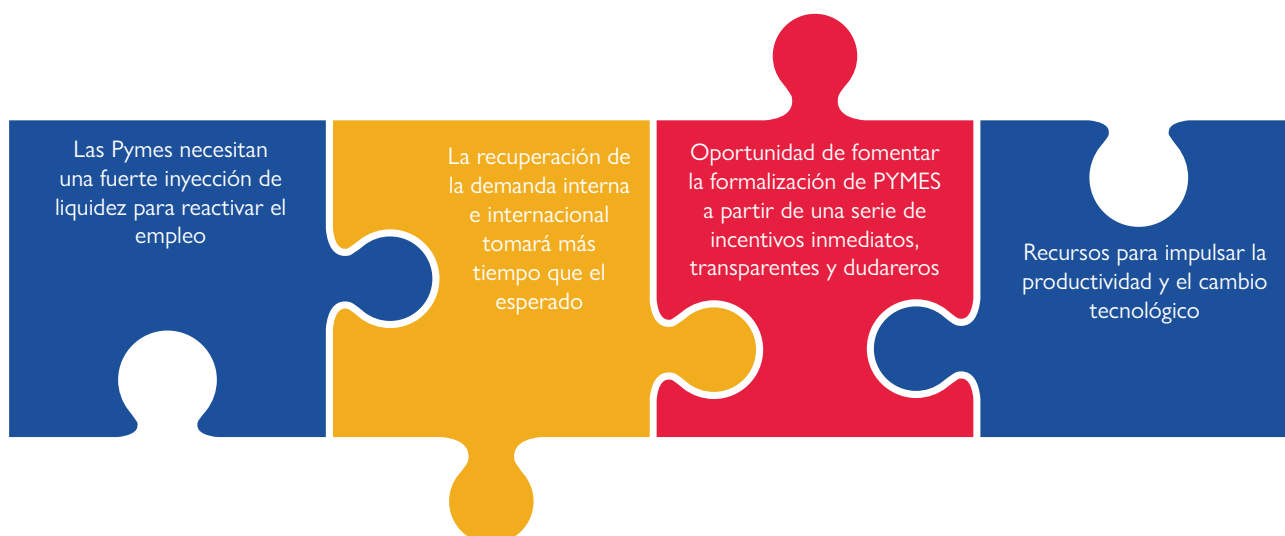 Las Pymes necesitan
una fuerte inyección de
liquidez para reactivar el
empleo
La recuperación de
la demanda interna
e internacional
tomará más
tiempo que el
esperado
Oportunidad de fomentar
la formalización de PYMES
a partir de una serie de
incentivos inmediatos,
transparentes y dudareros
Recursos para impulsar la
productividad y el cambio
tecnológico